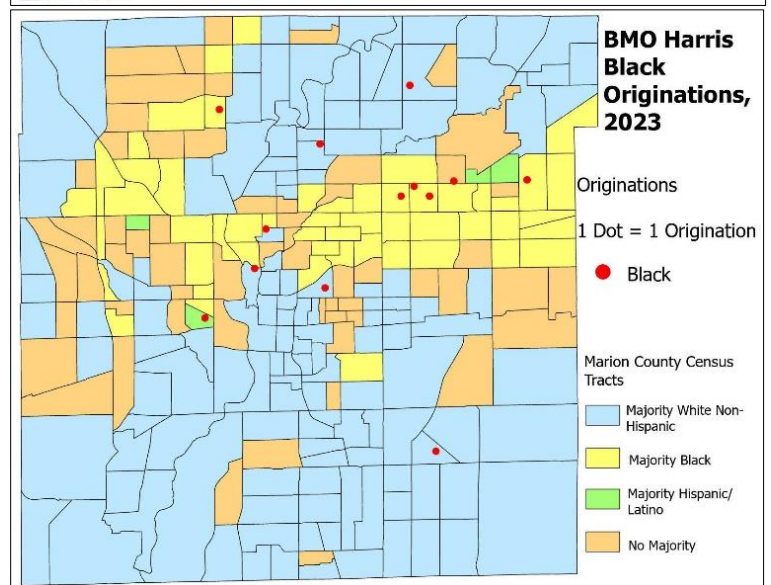 BMO Harris
Black
Originations,
2023
Originations
1 Dot = 1 Origination
Black
Marion County Census
Tracts
Majority White Non-
Hispanic
Majority Black
Majority Hispanic/
Latino
No Majority